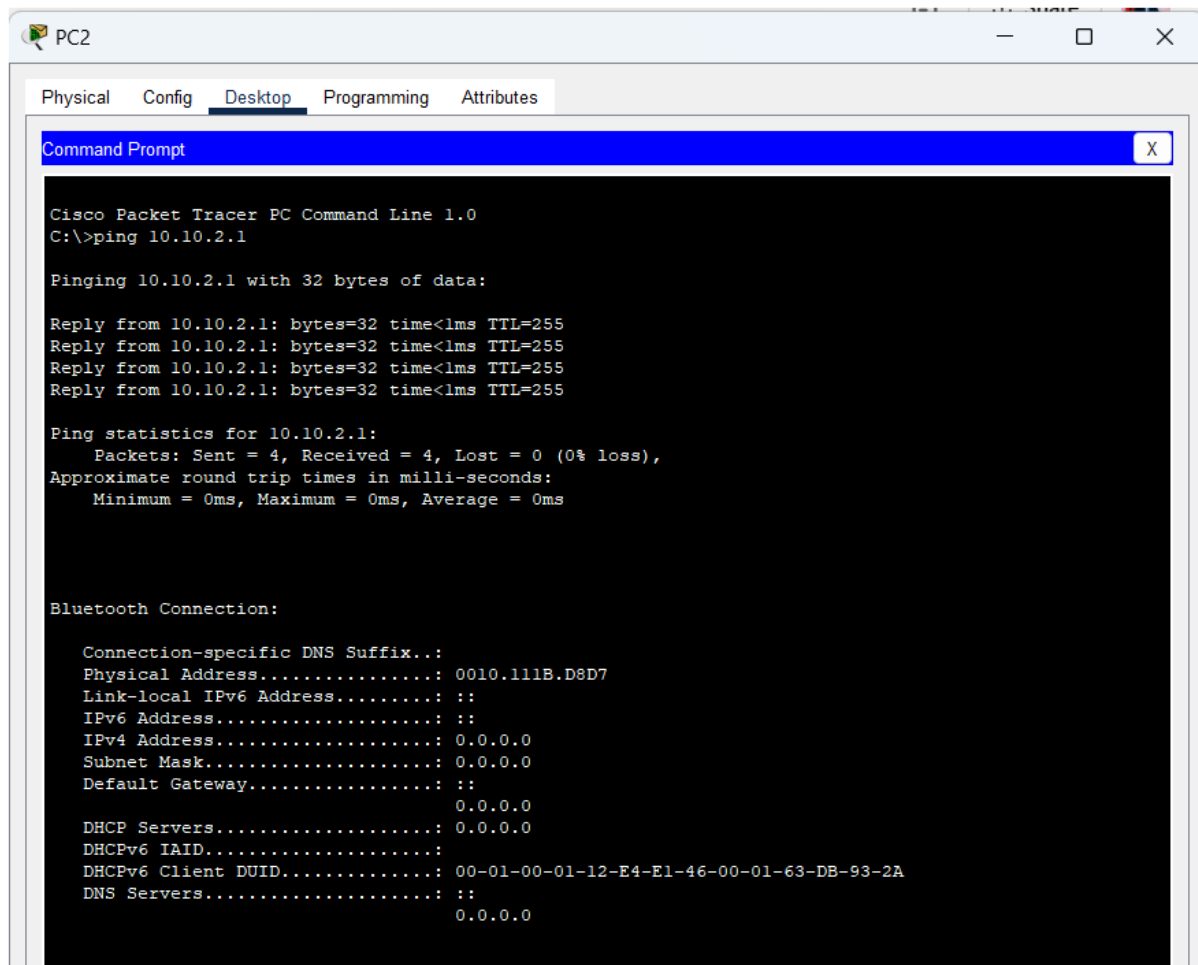 PC2
Physical Config Desktop Programming Attributes
Command Prompt
X
Cisco Packet Tracer PC Command Line 1.0
C:\>ping 10.10.2.1
Pinging 10.10.2.1 with 32 bytes of data:
Reply from 10.10.2.1: bytes=32 time<1ms TTL=255
Reply from 10.10.2.1: bytes=32 time<1ms TTL=255
Reply from 10.10.2.1: bytes=32 time<1ms TTL=255
Reply from 10.10.2.1: bytes=32 time<1ms TTL=255
Ping statistics for 10.10.2.1:
Packets: Sent = 4, Received = 4, Lost = 0 (0% loss),
Approximate round trip times in milli-seconds:
Minimum = 0ms, Maximum = 0ms, Average = 0ms
Bluetooth Connection:
Connection-specific DNS Suffix..:
Physical Address................: 0010.111B.D8D7
Link-local IPv6 Address.........: ::
IPv6 Address....................: ::
IPv4 Address....................: 0.0.0.0
Subnet Mask.....................: 0.0.0.0
Default Gateway.................: ::
0.0.0.0
DHCP Servers....................: 0.0.0.0
DHCPv6 IAID.....................:
DHCPv6 Client DUID..............: 00-01-00-01-12-E4-E1-46-00-01-63-DB-93-2A
DNS Servers.....................: ::
0.0.0.0